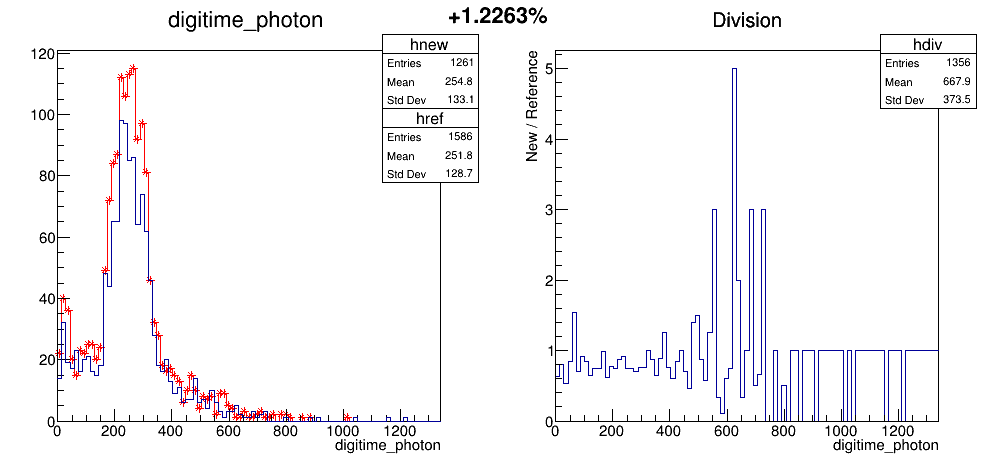 +1.2263%
digitime_photon
hnew
Entries 1261
Mean 254.8
Std Dev 133.1
href
Entries 1586
Mean 251.8
Std Dev 128.7
120
100
80
60
40
20
0
0 200 400 600 800 1000 1200
digitime_photon
Division
hdiv
Entries 1356
Mean 667.9
Std Dev 373.5
New / Reference
5
4
3
2
1
0
0 200 400 600 800 1000 1200
digitime_photon